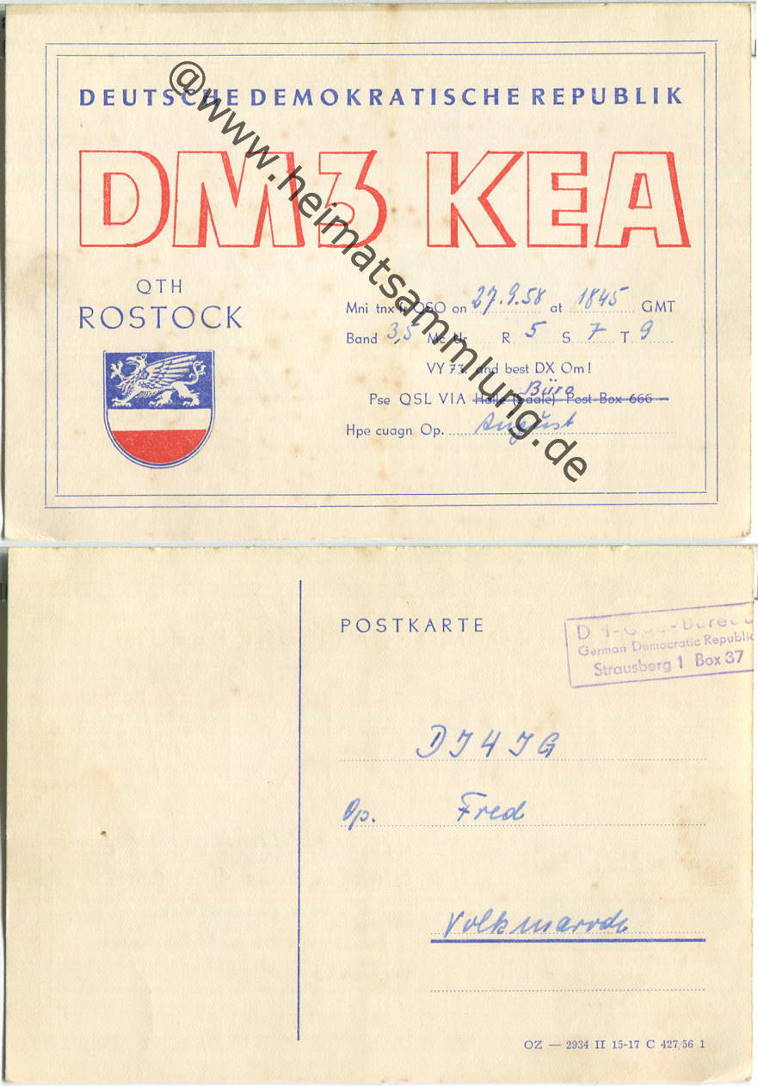 DEUTSCHE DEMOKRATISCHE REPUBLIK
DM3 KEA
QTH
ROSTOCK
Mni tnx fr QSO on 27.9.58 at 1845 GMT
Band 3,5 Mc Ur R 5 S 7 T 9
VY 73 and best DX Om!
Büro
Pse QSL VIA Halle (Saale) Post Box 666
Hpe cuagn Op. August
@www.heimatsammlung.de
POSTKARTE
German Democratic Republic
Strausberg 1 Box 37
DJ4JG
Op. Fred
Volkmarode
OZ — 2934 II 15-17 C 427/56 1